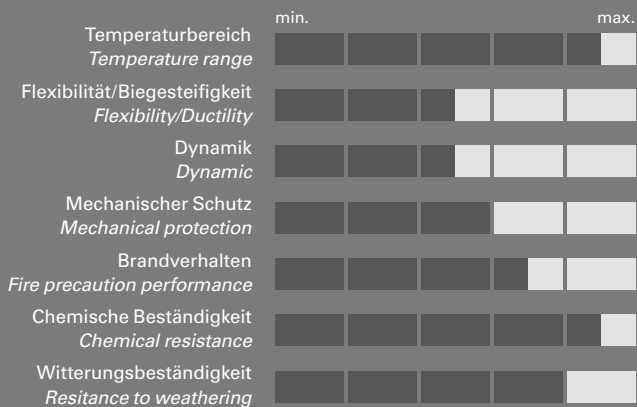 min. max.
Temperaturbereich
Temperature range
Flexibilität/Biegesteifigkeit
Flexibility/Ductility
Dynamik
Dynamic
Mechanischer Schutz
Mechanical protection
Brandverhalten
Fire precaution performance
Chemische Beständigkeit
Chemical resistance
Witterungsbeständigkeit
Resitance to weathering